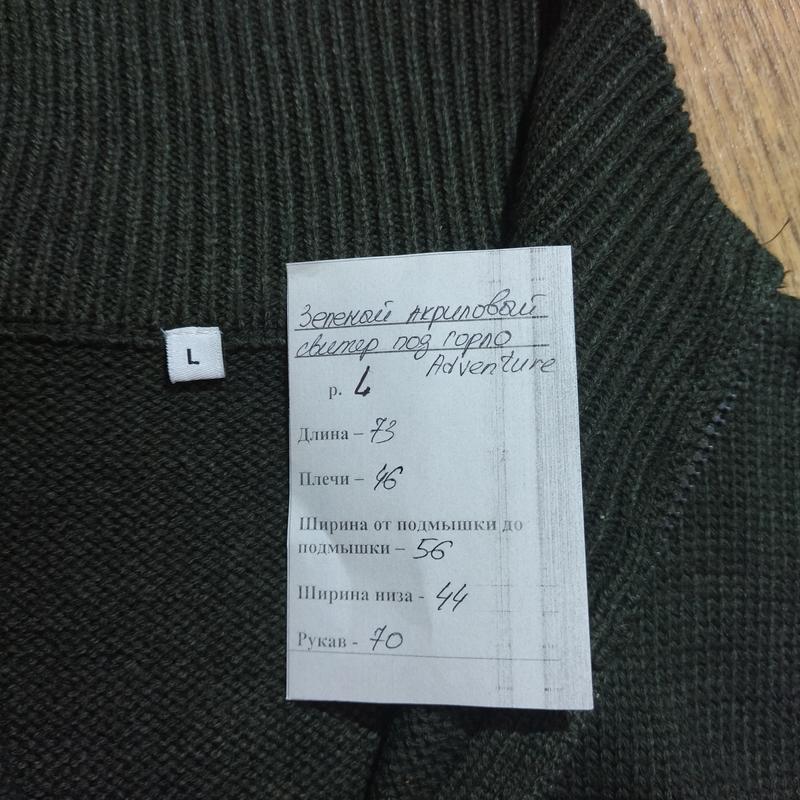 L
Зеленый акриловый
свитер под горло
Adventure
р. L
Длина – 73
Плечи – 46
Ширина от подмышки до
подмышки – 56
Ширина низа - 44
Рукав - 70